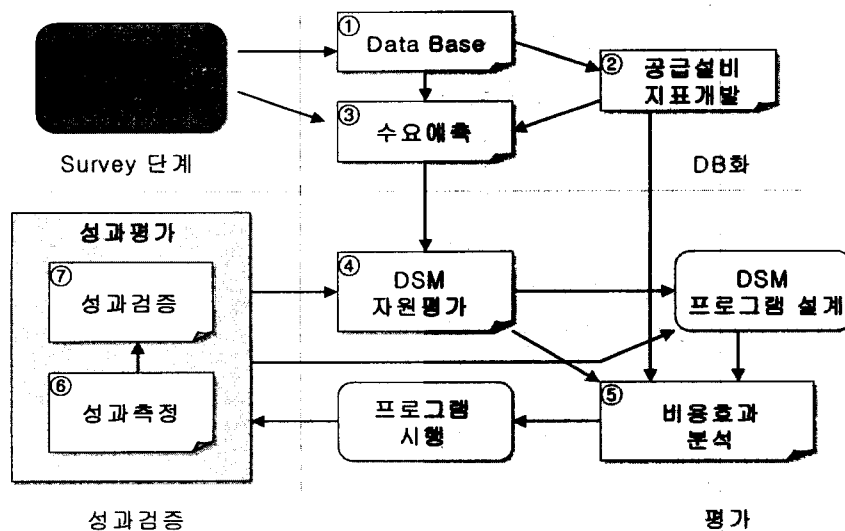 ①
Data Base
②
공급설비
지표개발
③
수요예측
Survey 단계
DB화
성과평가
⑦
성과검증
④
DSM
자원평가
DSM
프로그램 설계
⑥
성과측정
프로그램
시행
⑤
비용효과
분석
성과검증
평가